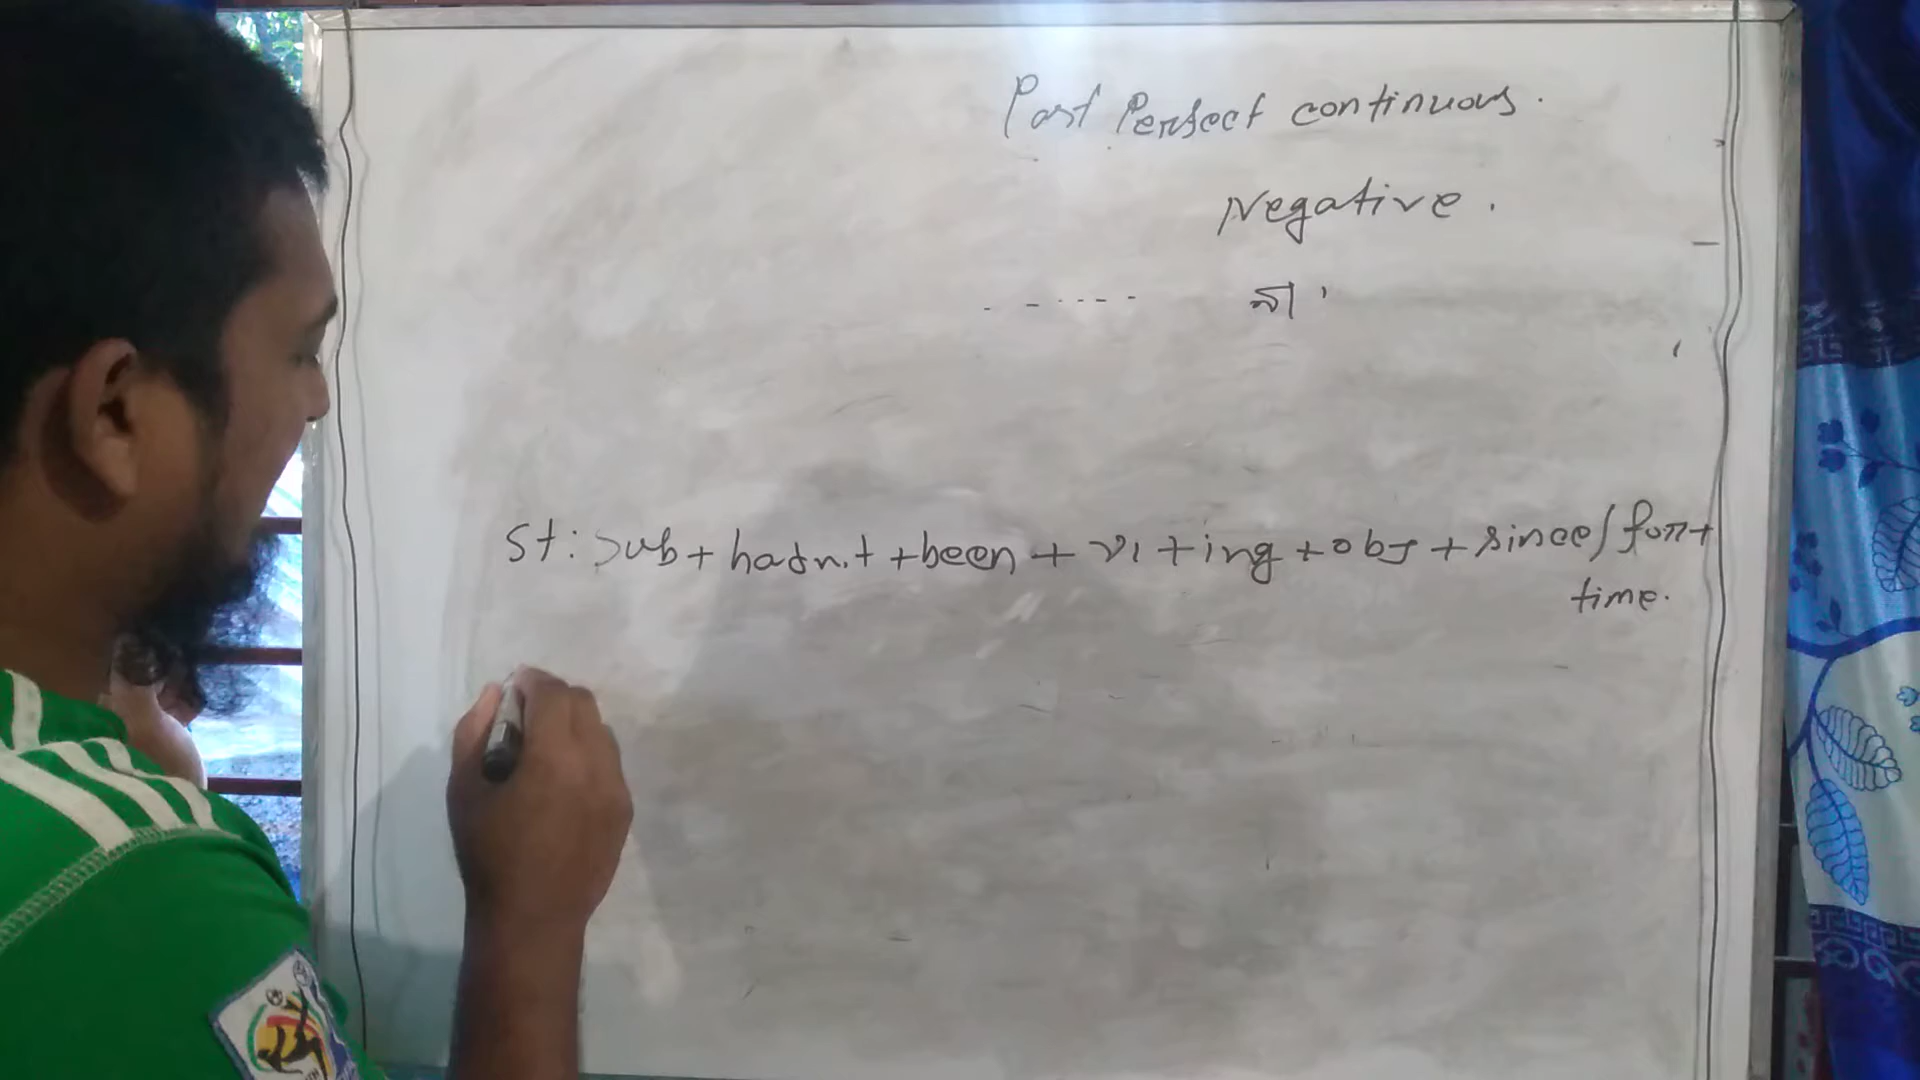 Past Perfect continuous.
Negative.
- - - - - - না।
St: Sub + hadn't + been + v1 + ing + obj + since/for +
time.